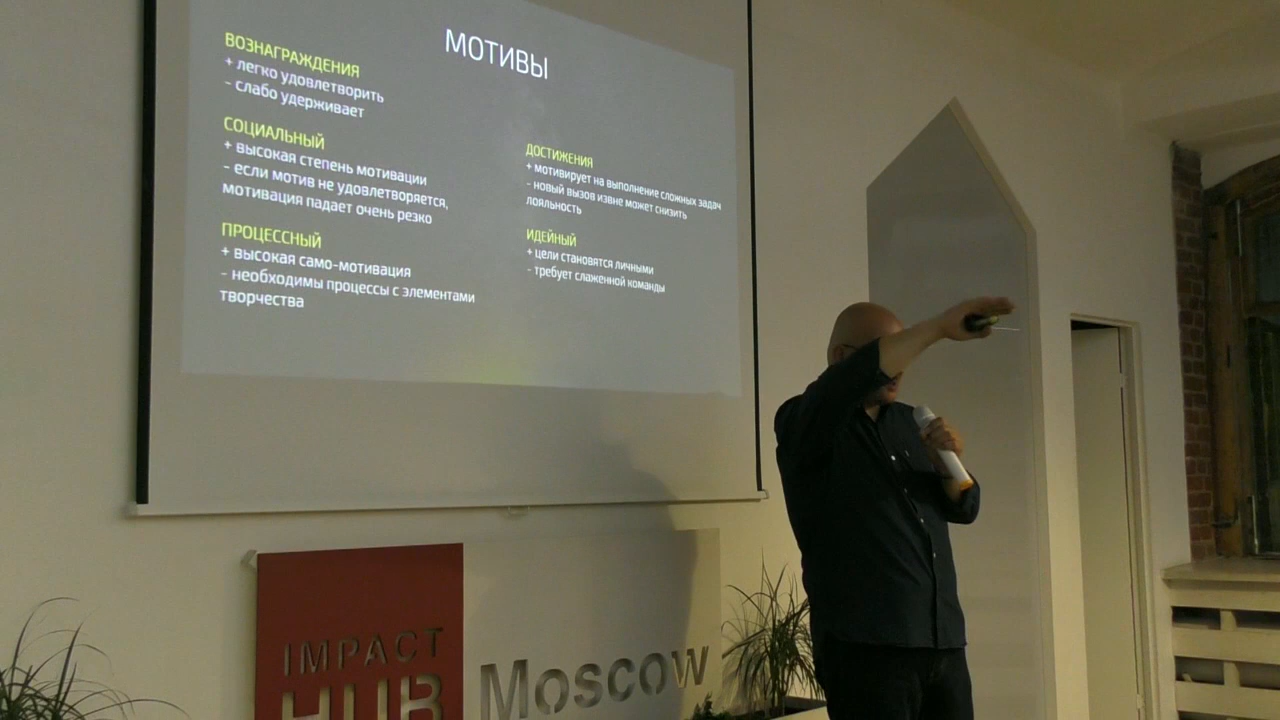 МОТИВЫ
ВОЗНАГРАЖДЕНИЯ
+ легко удовлетворить
- слабо удерживает
СОЦИАЛЬНЫЙ
+ высокая степень мотивации
- если мотив не удовлетворяется,
мотивация падает очень резко
ПРОЦЕССНЫЙ
+ высокая само-мотивация
- необходимы процессы с элементами
творчества
ДОСТИЖЕНИЯ
+ мотивирует на выполнение сложных задач
- новый вызов извне может снизить
лояльность
ИДЕЙНЫЙ
+ цели становятся личными
- требует слаженной команды
IMPACT
HUB
Moscow